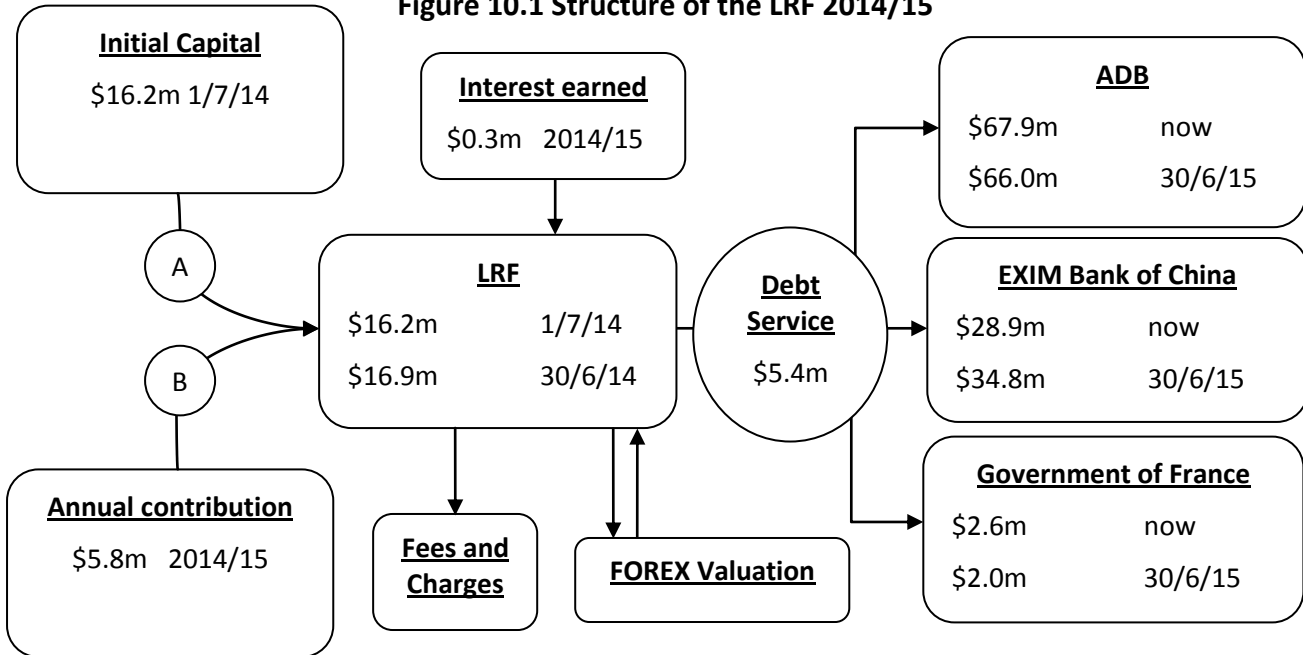 Figure 10.1 Structure of the LRF 2014/15
Initial Capital
$16.2m 1/7/14
Interest earned
$0.3m 2014/15
ADB
$67.9m now
$66.0m 30/6/15
A
LRF
$16.2m 1/7/14
$16.9m 30/6/14
Debt
Service
$5.4m
EXIM Bank of China
$28.9m now
$34.8m 30/6/15
B
Annual contribution
$5.8m 2014/15
Fees and
Charges
FOREX Valuation
Government of France
$2.6m now
$2.0m 30/6/15